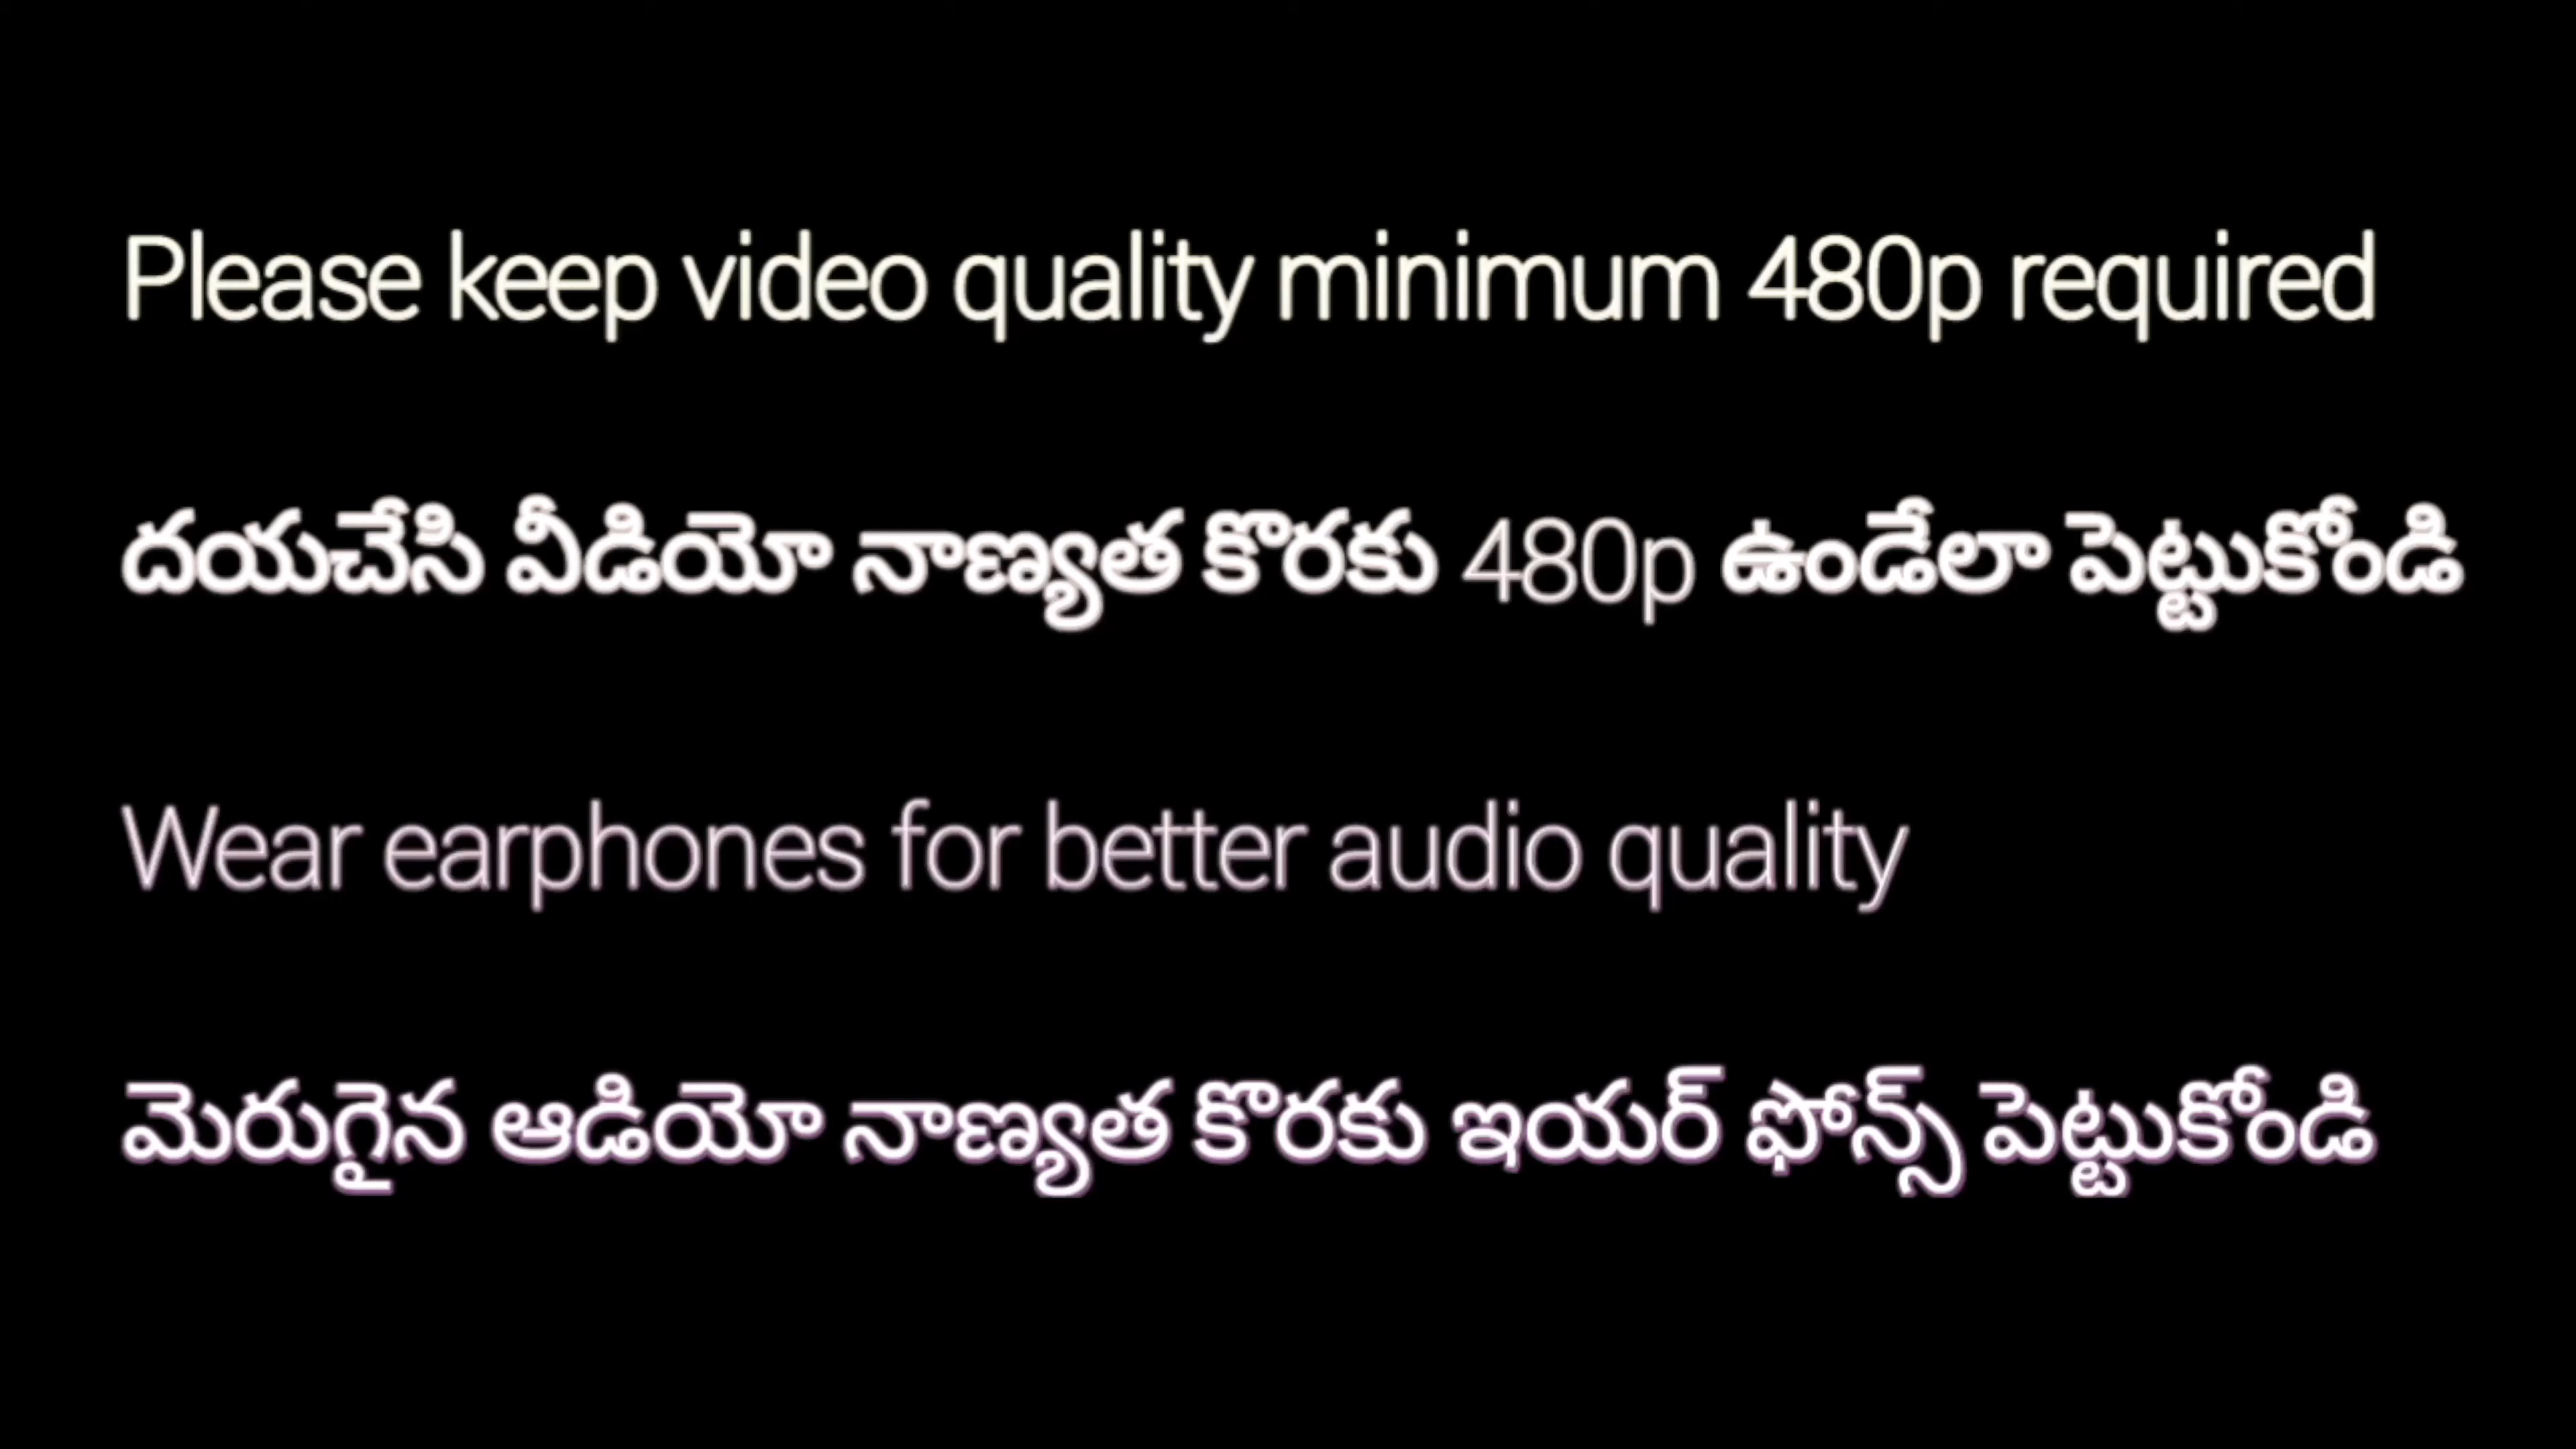 Please keep video quality minimum 480p required
దయచేసి వీడియో నాణ్యత కొరకు 480p ఉండేలా పెట్టుకోండి
Wear earphones for better audio quality
మెరుగైన ఆడియో నాణ్యత కొరకు ఇయర్ ఫోన్స్ పెట్టుకోండి